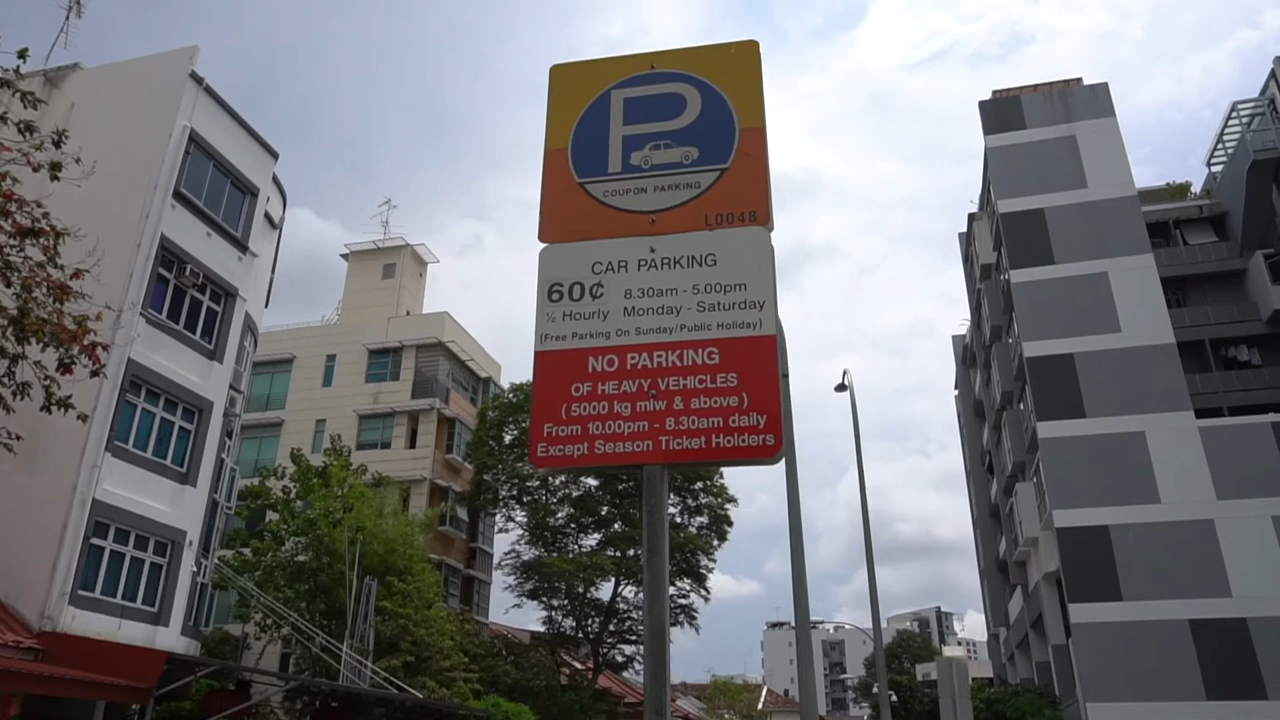 P
COUPON PARKING
L0048
CAR PARKING
60¢ 8.30am - 5.00pm
½ Hourly Monday - Saturday
(Free Parking On Sunday/Public Holiday)
NO PARKING
OF HEAVY VEHICLES
( 5000 kg mlw & above )
From 10.00pm - 8.30am daily
Except Season Ticket Holders